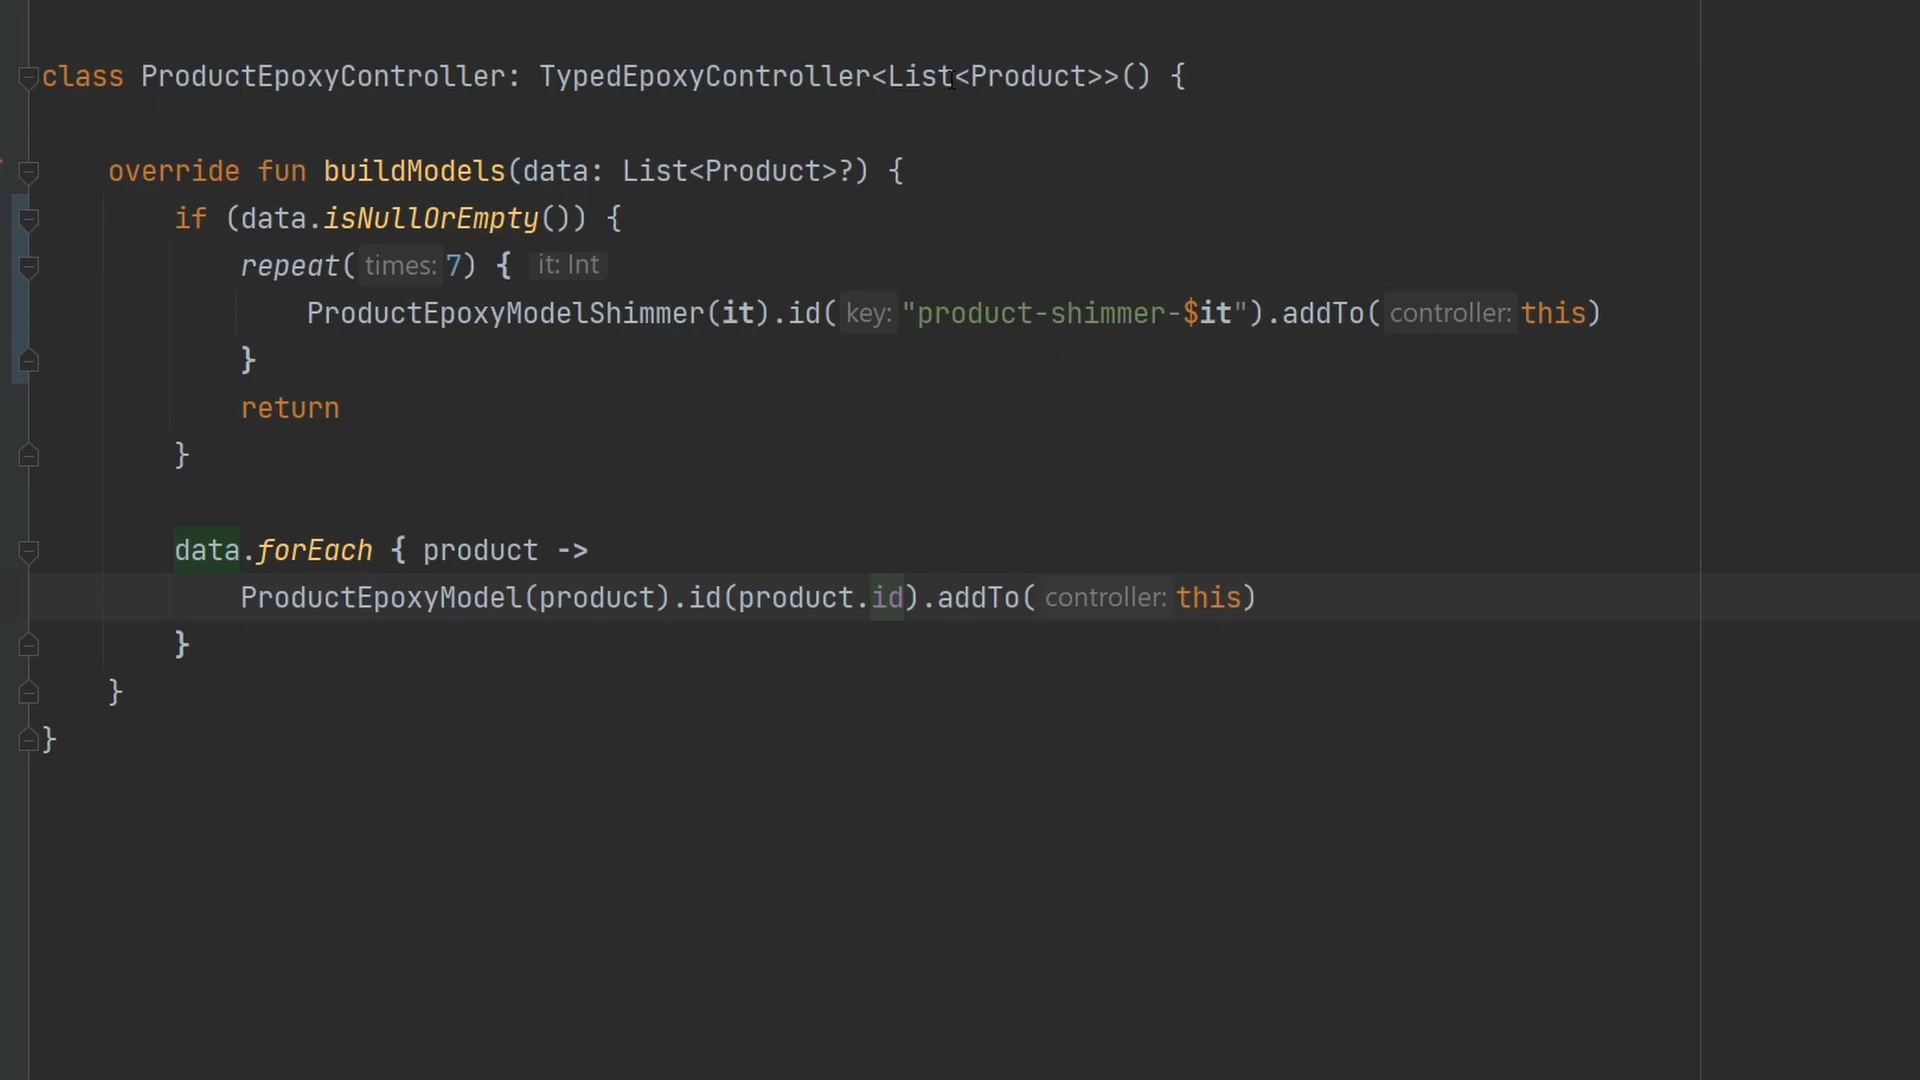 class ProductEpoxyController: TypedEpoxyController<List<Product>>() {
override fun buildModels(data: List<Product>?) {
if (data.isNullOrEmpty()) {
repeat( times: 7) { it: Int
ProductEpoxyModelShimmer(it).id( key: "product-shimmer-$it").addTo( controller: this)
}
return
}
data.forEach { product ->
ProductEpoxyModel(product).id(product.id).addTo( controller: this)
}
}
}